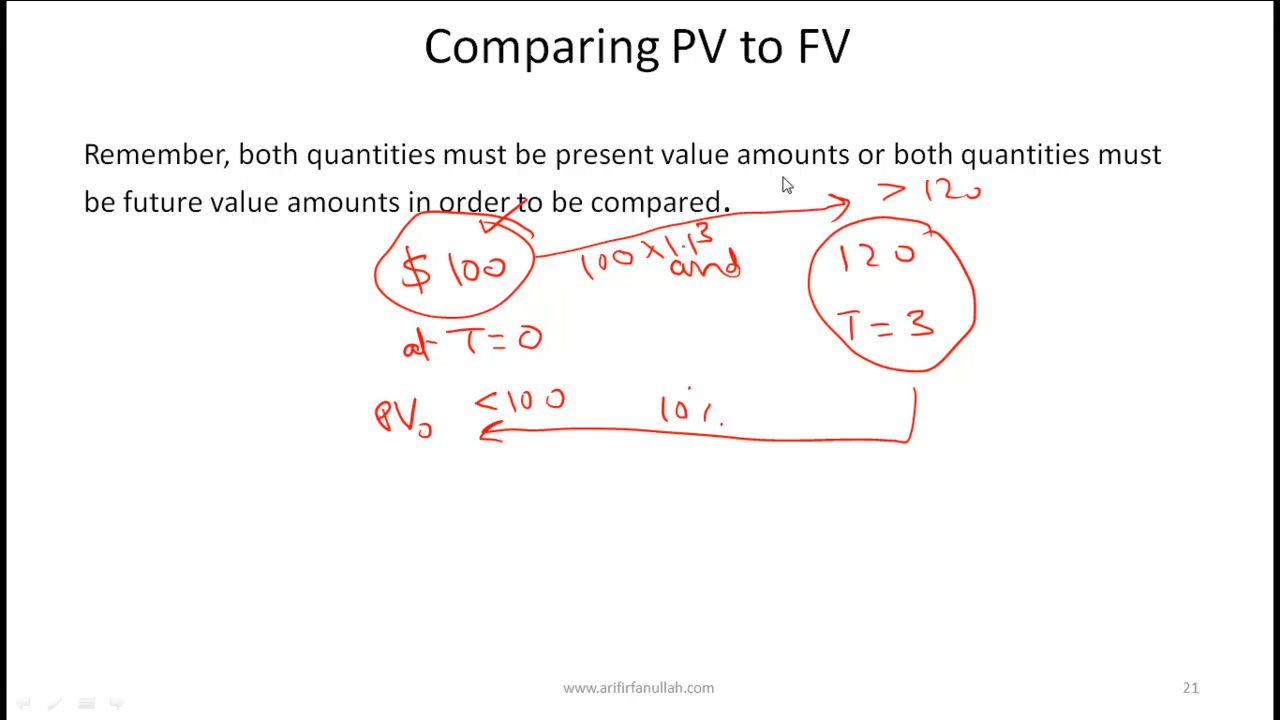 Comparing PV to FV
Remember, both quantities must be present value amounts or both quantities must
be future value amounts in order to be compared.
> 120
$ 100
100 × 1.1³
and
120
at T = 0
T = 3
PV₀ < 100
10%
www.arifirfanullah.com
21